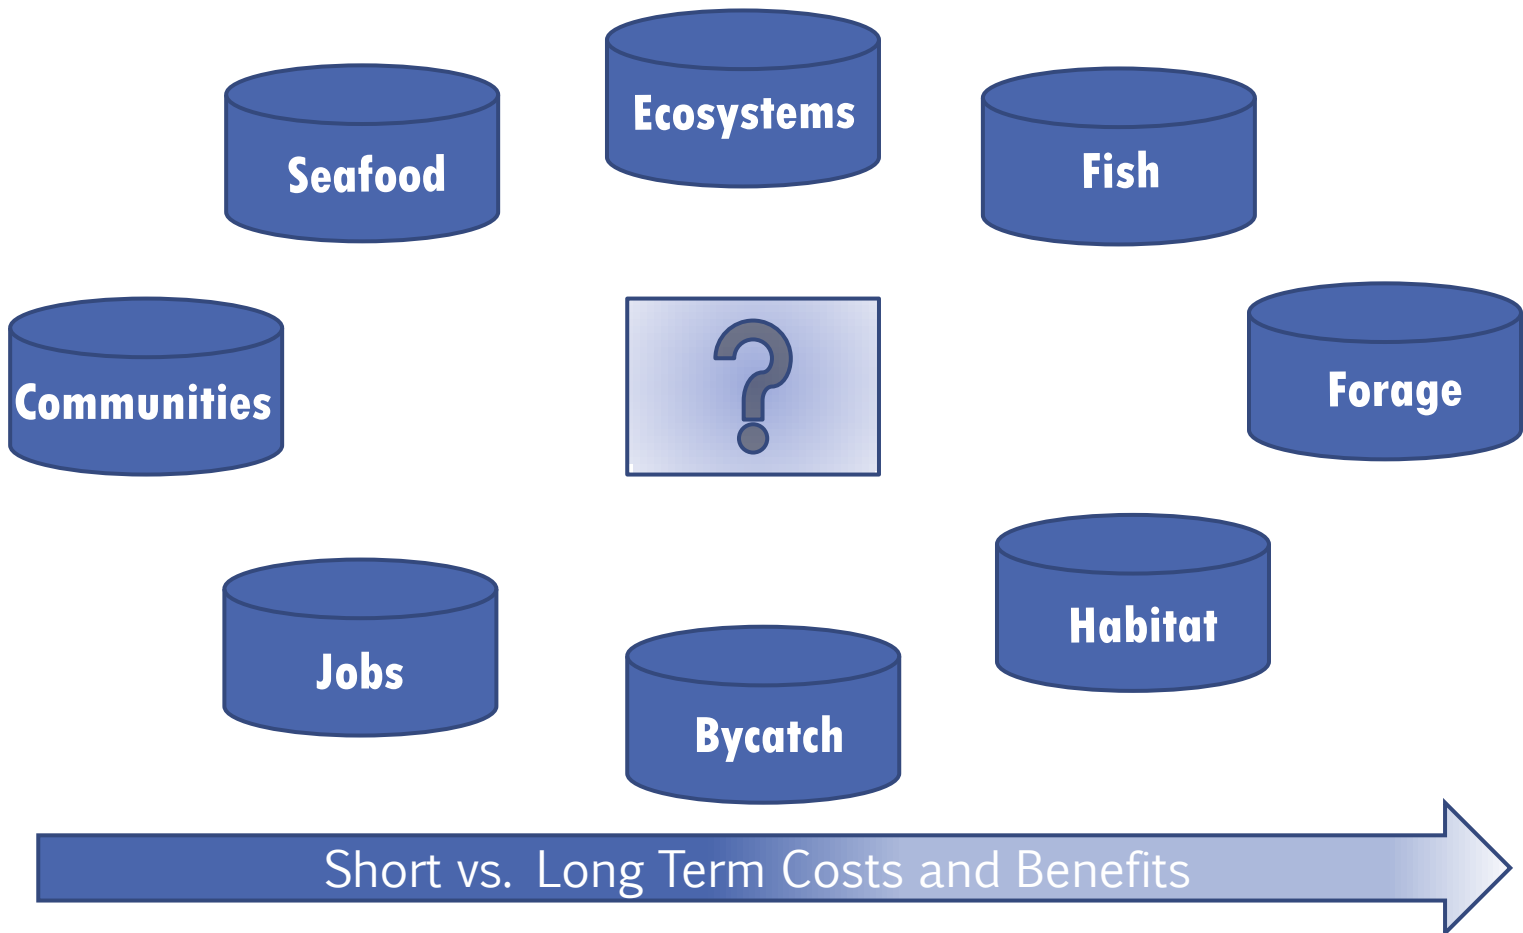 Ecosystems
Seafood
Fish
?
Communities
Forage
Habitat
Jobs
Bycatch
Short vs. Long Term Costs and Benefits